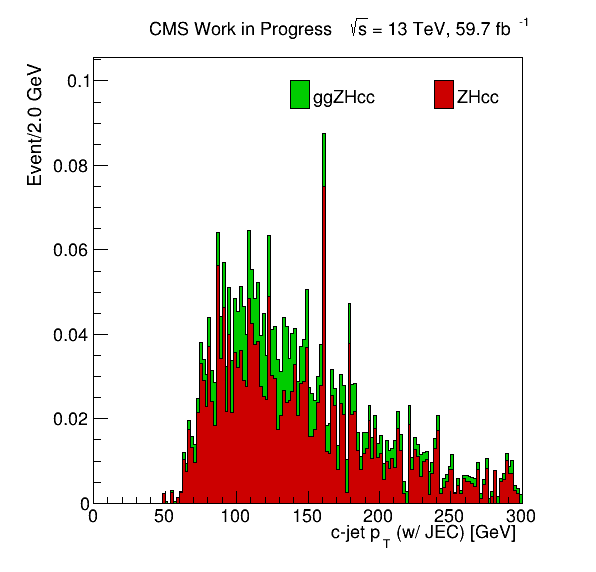 CMS Work in Progress √s = 13 TeV, 59.7 fb -1
Event/2.0 GeV
0.1
0.08
0.06
0.04
0.02
0
ggZHcc ZHcc
0 50 100 150 200 250 300
c-jet p T (w/ JEC) [GeV]